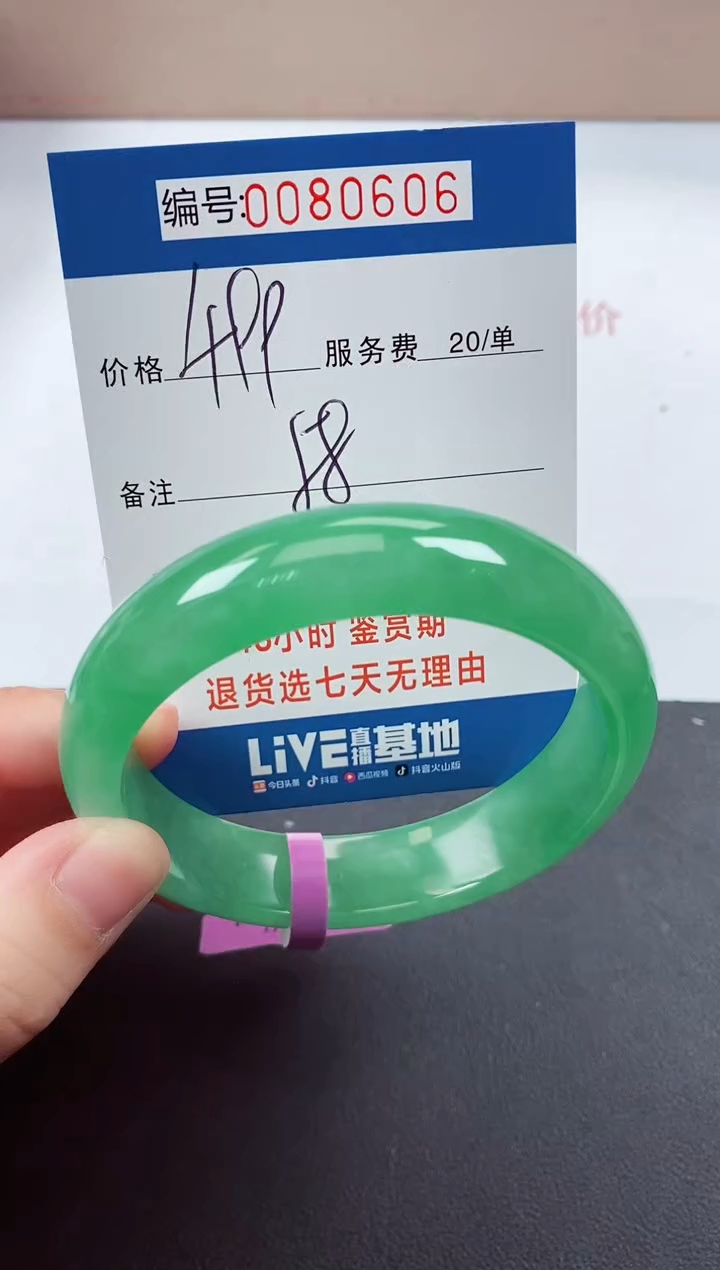 编号:0080606
价格 499 服务费 20/单
价
备注 58
小时 鉴赏期
退货选七天无理由
LiVE直播基地
今日头条 抖音 西瓜视频 抖音火山版